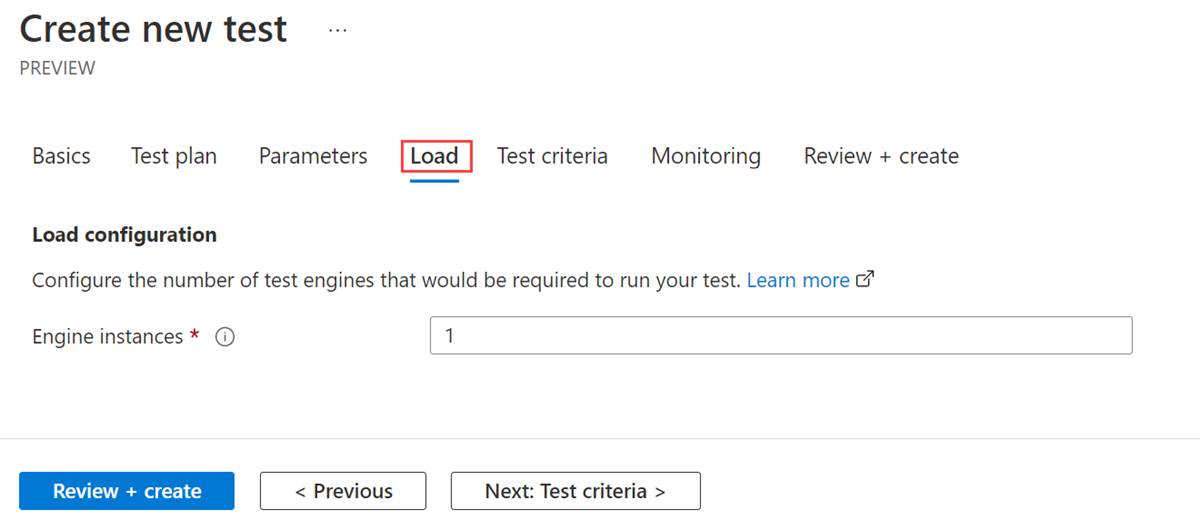 Create new test ...
PREVIEW
Basics Test plan Parameters Load Test criteria Monitoring Review + create
Load configuration
Configure the number of test engines that would be required to run your test. Learn more
Engine instances * 1
Review + create < Previous Next: Test criteria >